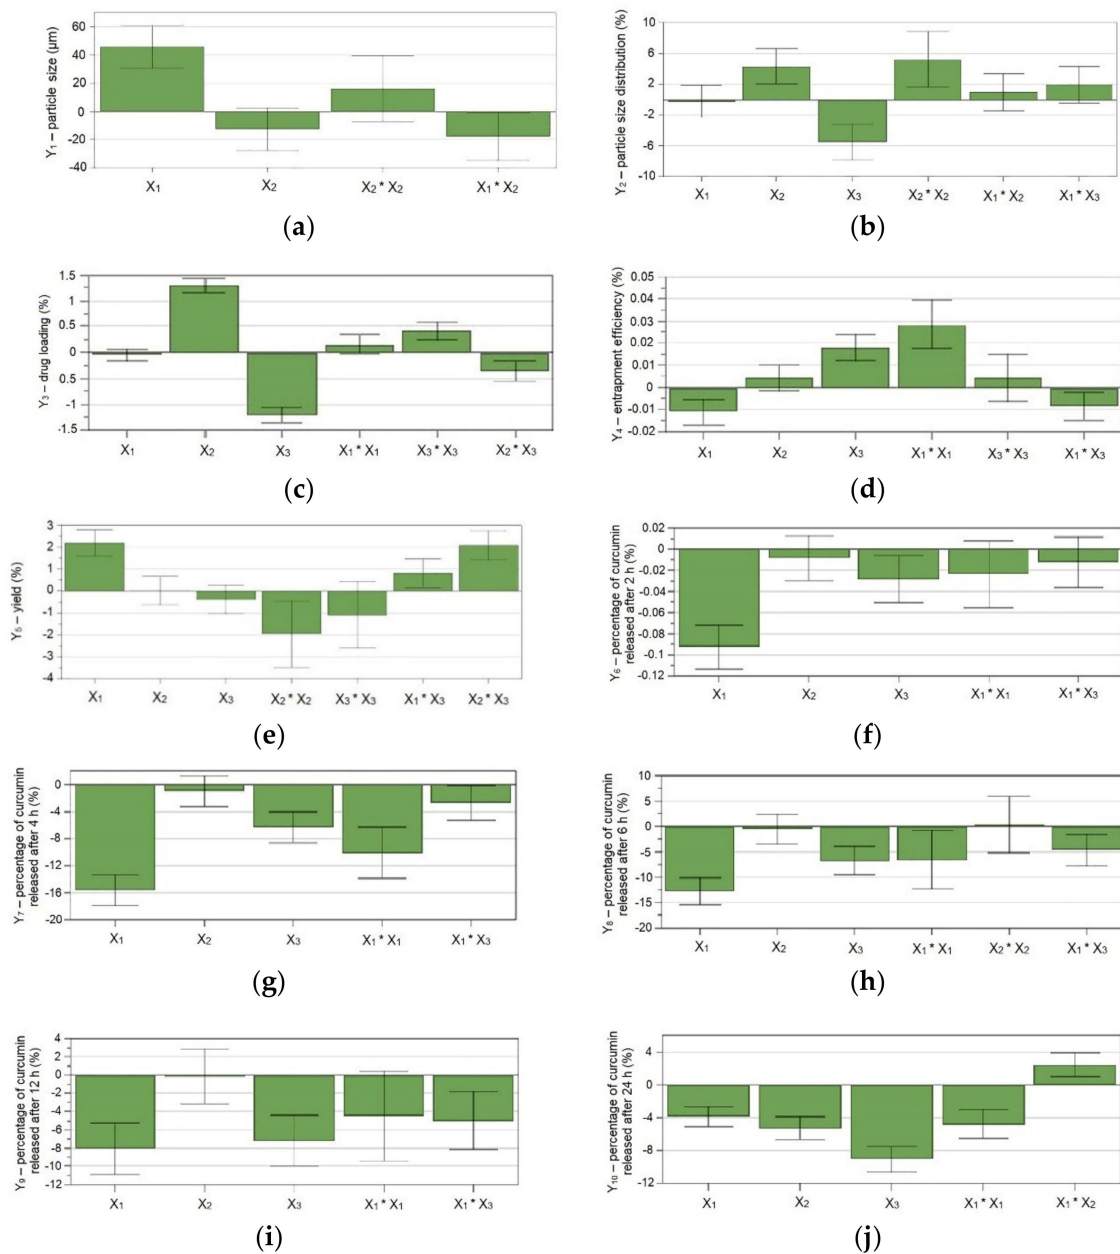 Y₁ – particle size (µm)
60
40
20
0
-20
-40
X₁ X₂ X₂ * X₂ X₁ * X₂
(a)
Y₂ – particle size distribution (%)
10
6
2
-2
-6
-10
X₁ X₂ X₃ X₂ * X₂ X₁ * X₂ X₁ * X₃
(b)
Y₃ – drug loading (%)
1.5
1
0.5
0
0.5
-1
-1.5
X₁ X₂ X₃ X₁ * X₁ X₃ * X₃ X₂ * X₃
(c)
Y₄ – entrapment efficiency (%)
0.05
0.04
0.03
0.02
0.01
0
-0.01
-0.02
X₁ X₂ X₃ X₁ * X₁ X₃ * X₃ X₁ * X₃
(d)
Y₅ – yield (%)
3
2
1
0
-1
-2
-3
-4
X₁ X₂ X₃ X₂ * X₂ X₃ * X₃ X₁ * X₃ X₂ * X₃
(e)
Y₆ – percentage of curcumin
released after 2 h (%)
0.02
0
-0.02
-0.04
-0.06
-0.08
-0.1
-0.12
X₁ X₂ X₃ X₁ * X₁ X₁ * X₃
(f)
Y₇ – percentage of curcumin
released after 4 h (%)
0
-4
-8
-12
-16
-20
X₁ X₂ X₃ X₁ * X₁ X₁ * X₃
(g)
Y₈ – percentage of curcumin
released after 6 h (%)
10
5
0
-5
-10
-15
-20
X₁ X₂ X₃ X₁ * X₁ X₂ * X₂ X₁ * X₃
(h)
Y₉ – percentage of curcumin
released after 12 h (%)
4
2
0
-2
-4
-6
-8
-10
-12
X₁ X₂ X₃ X₁ * X₁ X₁ * X₃
(i)
Y₁₀ – percentage of curcumin
released after 24 h (%)
4
0
-4
-8
-12
X₁ X₂ X₃ X₁ * X₁ X₁ * X₂
(j)